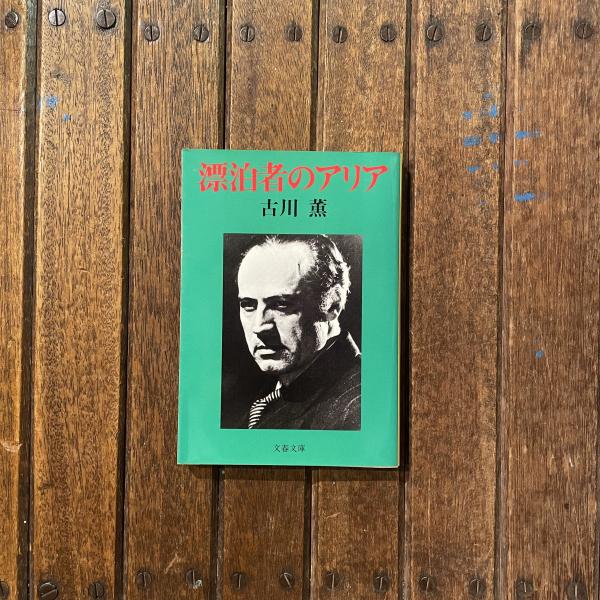 漂泊者のアリア
古川 薫
文春文庫